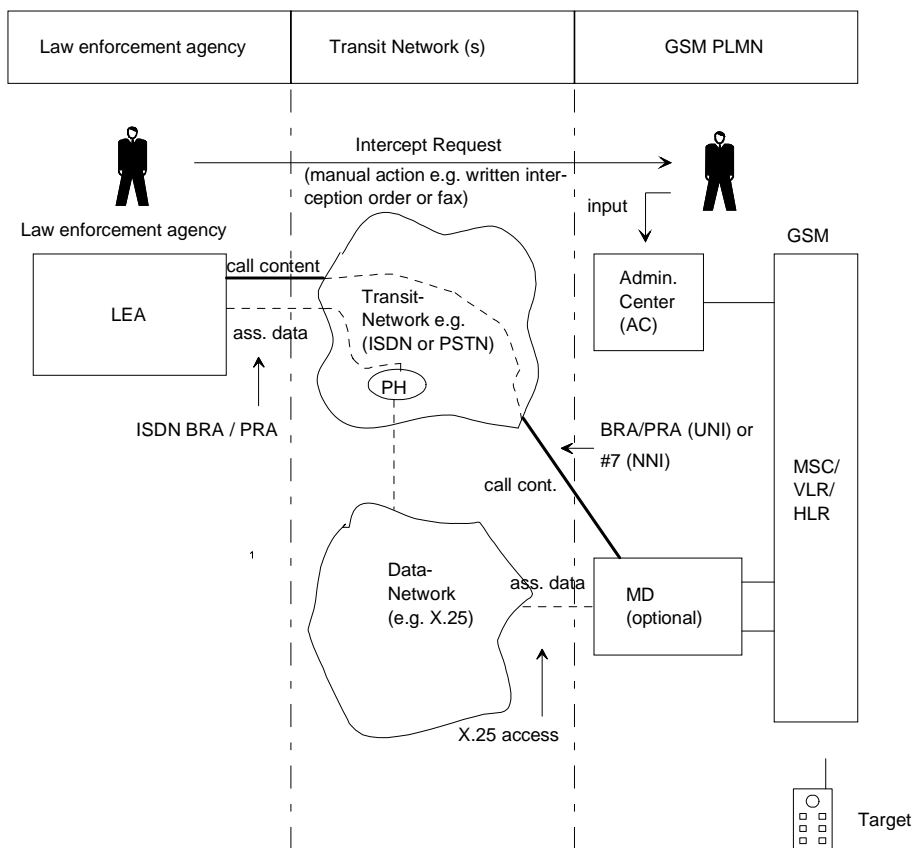 Law enforcement agency
Transit Network (s)
GSM PLMN
Intercept Request
(manual action e.g. written inter-
ception order or fax)
input
Law enforcement agency
GSM
call content
LEA
Transit-
Network e.g.
(ISDN or PSTN)
Admin.
Center
(AC)
ass. data
PH
ISDN BRA / PRA
BRA/PRA (UNI) or
#7 (NNI)
MSC/
VLR/
HLR
call cont.
1
Data-
Network
(e.g. X.25)
ass. data
MD
(optional)
X.25 access
Target